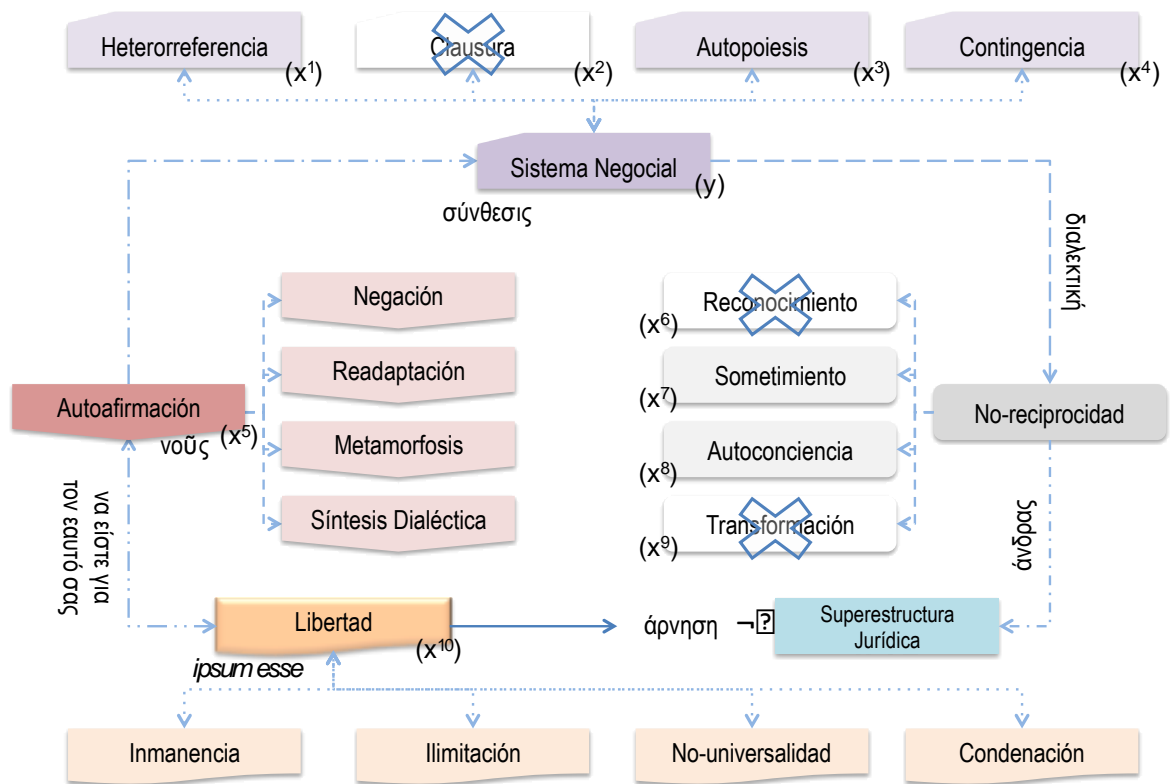 Heterorreferencia
(x¹)
Clausura
(x²)
Autopoiesis
(x³)
Contingencia
(x⁴)
Sistema Negocial
(y)
σύνθεσις
διαλεκτική
Negación
Readaptación
Metamorfosis
Síntesis Dialéctica
Reconocimiento
(x⁶)
Sometimiento
(x⁷)
Autoconciencia
(x⁸)
Transformación
(x⁹)
Autoafirmación
(x⁵)
νοῦς
No-reciprocidad
να είστε για
τον εαυτό σας
ἄνδρας
Libertad
(x¹⁰)
ipsum esse
άρνηση ¬
Superestructura
Jurídica
Inmanencia
Ilimitación
No-universalidad
Condenación